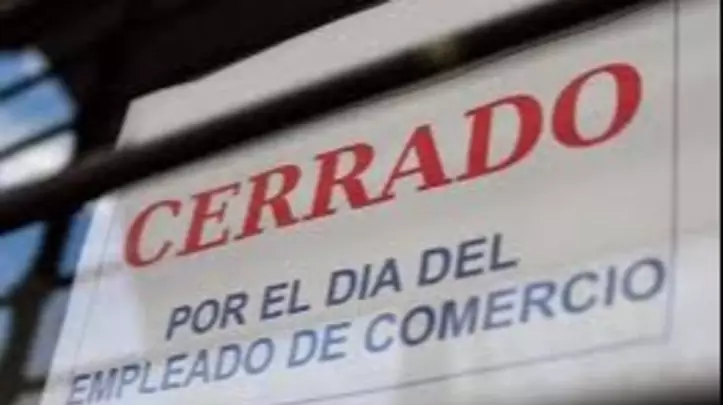 CERRADO
POR EL DIA DEL
EMPLEADO DE COMERCIO